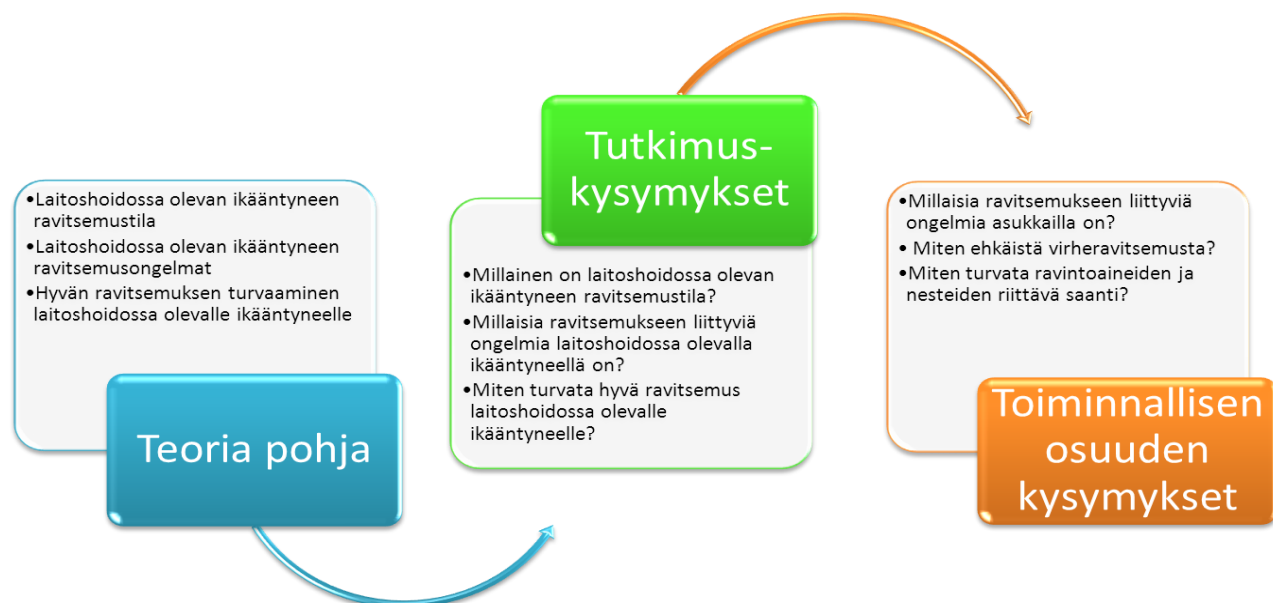 •Laitoshoidossa olevan ikääntyneen
ravitsemustila
•Laitoshoidossa olevan ikääntyneen
ravitsemusongelmat
•Hyvän ravitsemuksen turvaaminen
laitoshoidossa olevalle ikääntyneelle
Teoria pohja
Tutkimus-
kysymykset
•Millainen on laitoshoidossa olevan
ikääntyneen ravitsemustila?
•Millaisia ravitsemukseen liittyviä
ongelmia laitoshoidossa olevalla
ikääntyneellä on?
•Miten turvata hyvä ravitsemus
laitoshoidossa olevalle
ikääntyneelle?
•Millaisia ravitsemukseen liittyviä
ongelmia asukkailla on?
• Miten ehkäistä virheravitsemusta?
•Miten turvata ravintoaineiden ja
nesteiden riittävä saanti?
Toiminnallisen
osuuden
kysymykset